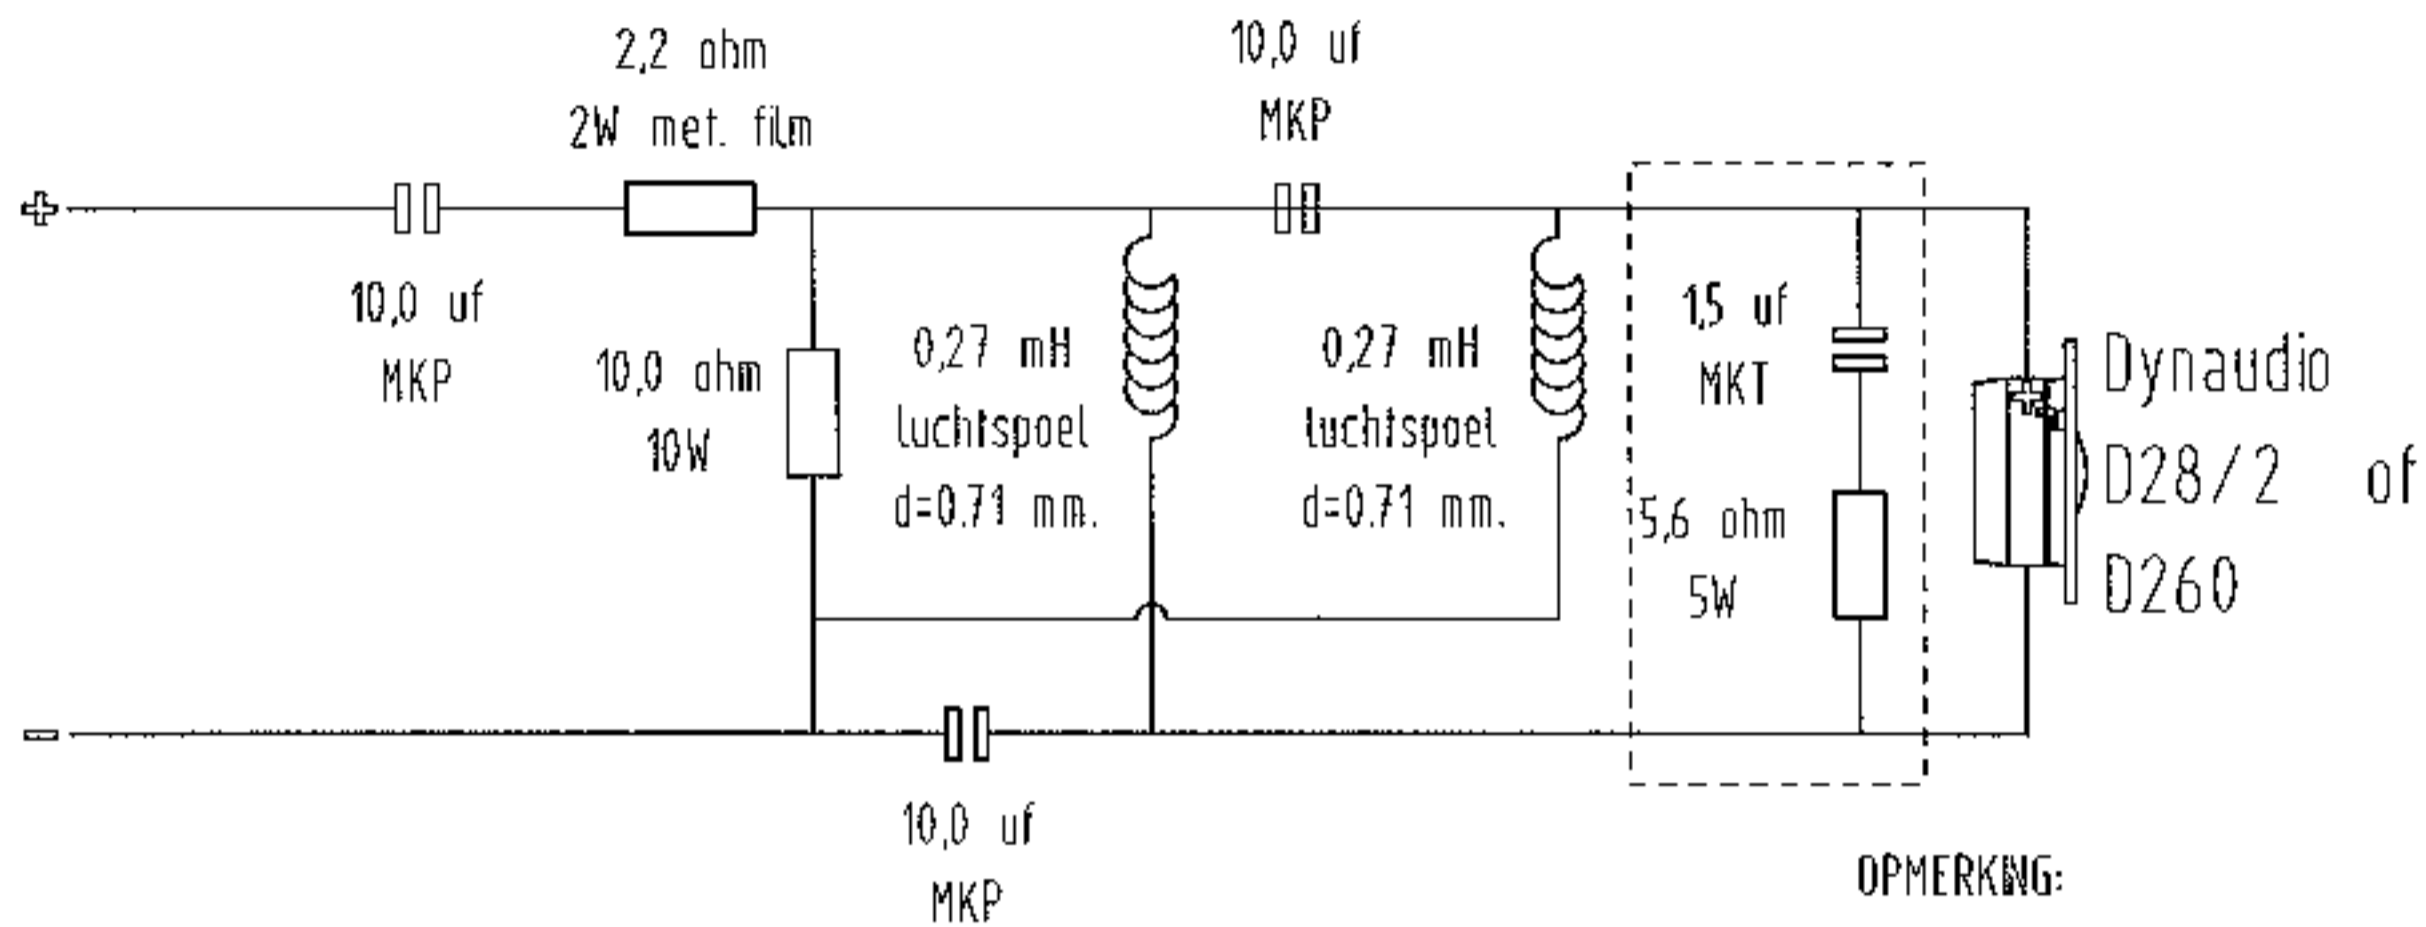 2,2 ohm
2W met. film
10,0 uf
MKP
+
10,0 uf
MKP
10,0 ohm
10W
0,27 mH
luchtspoel
d=0.71 mm.
0,27 mH
luchtspoel
d=0.71 mm.
1,5 uf
MKT
5,6 ohm
5W
+
Dynaudio
D28/2 of
D260
-
10,0 uf
MKP
OPMERKING: